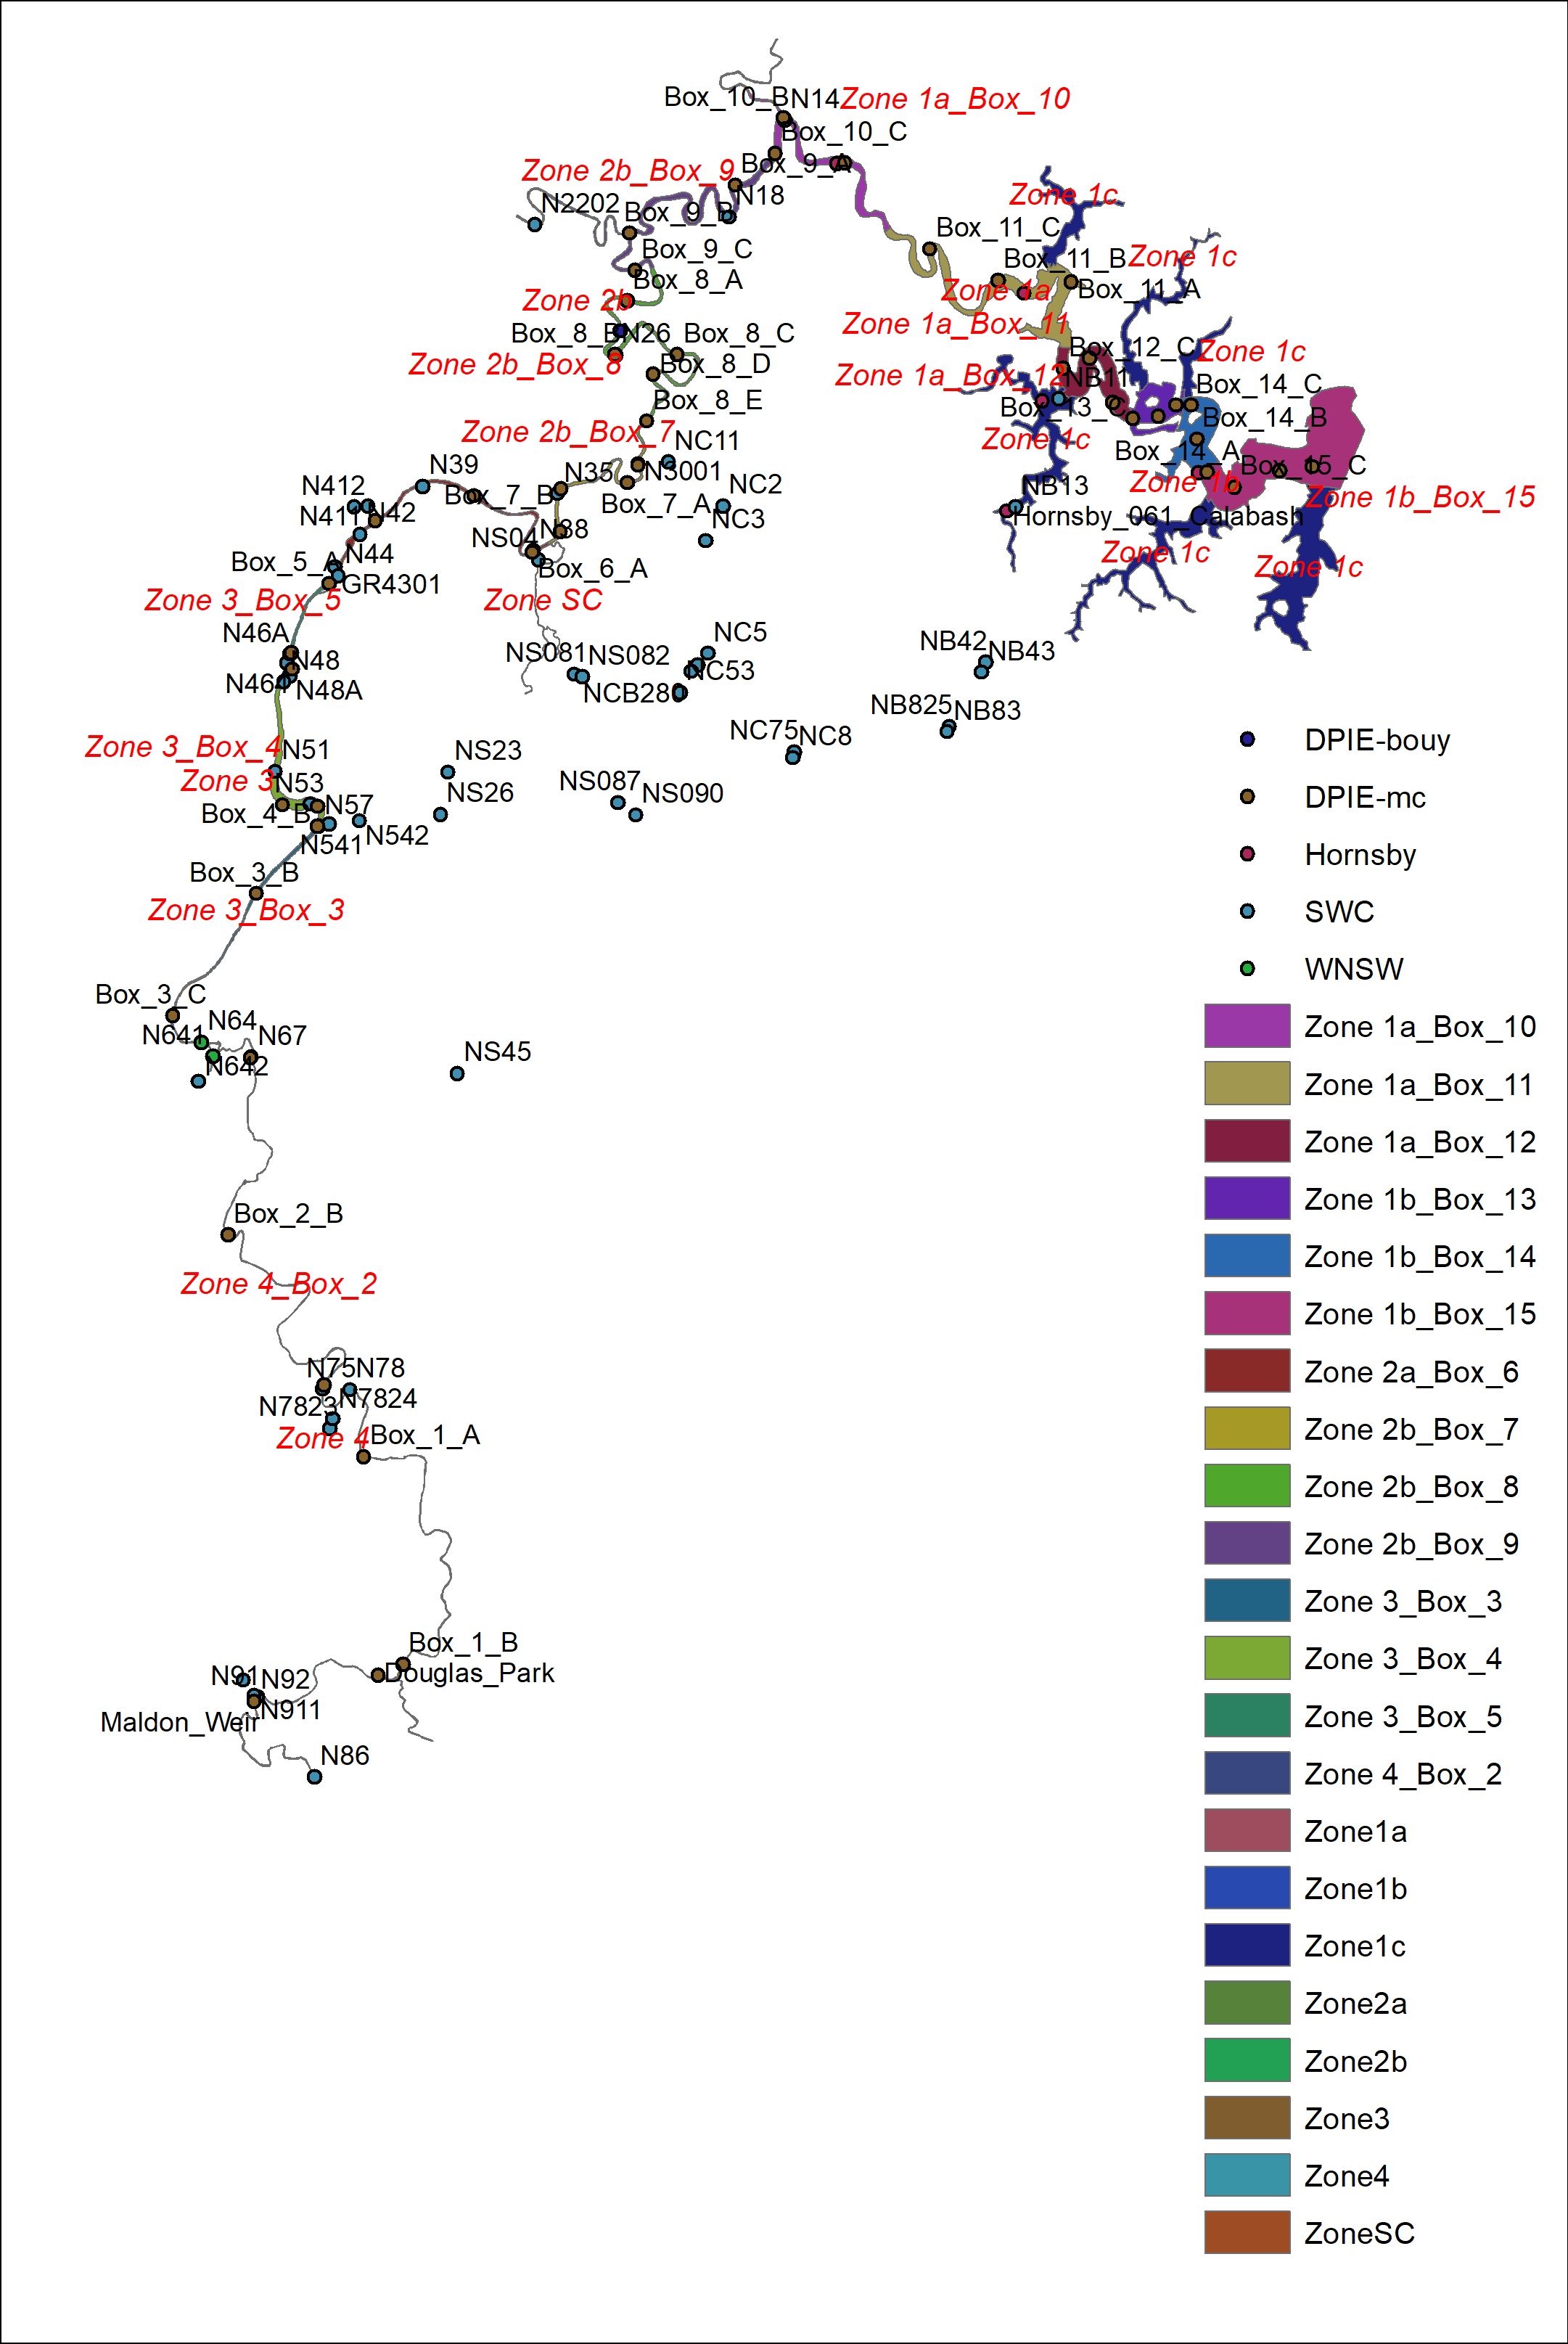 Box_10_B
N14
Zone 1a_Box_10
Box_10_C
Zone 2b_Box_9
Box_9_A
N18
N2202
Box_9_B
Zone 1c
Box_11_C
Box_9_C
Box_11_B
Zone 1c
Box_8_A
Zone 2b
Zone 1a
Box_11_A
Zone 1a_Box_11
Box_8_B
N26
Box_8_C
Zone 2b_Box_8
Box_8_D
Box_12_C
Zone 1c
Zone 1a_Box_12
NB11
Box_14_C
Box_8_E
Box_13_C
Box_14_B
Zone 2b_Box_7
Zone 1c
NC11
Box_14_A
N39
N35
N3001
Box_15_C
Zone 1b
N412
Box_7_B
Box_7_A
NC2
NB13
Zone 1b_Box_15
N411
N42
NC3
Hornsby_061_Calabash
NS04
N38
N44
Zone 1c
Box_5_A
Box_6_A
Zone 1c
GR4301
Zone 3_Box_5
Zone SC
N46A
NC5
NB42
NB43
N48
NS081
NS082
N464
N48A
NC53
NCB28
NB825
NB83
Zone 3_Box_4
N51
NS23
NC75
NC8
DPIE-bouy
Zone 3
N53
NS26
NS087
NS090
DPIE-mc
Box_4_B
N57
N541
N542
Hornsby
Box_3_B
Zone 3_Box_3
SWC
WNSW
Box_3_C
N64
Zone 1a_Box_10
N641
N67
N642
NS45
Zone 1a_Box_11
Zone 1a_Box_12
Box_2_B
Zone 1b_Box_13
Zone 1b_Box_14
Zone 4_Box_2
Zone 1b_Box_15
N75
N78
Zone 2a_Box_6
N7823
N7824
Zone 4
Box_1_A
Zone 2b_Box_7
Zone 2b_Box_8
Zone 2b_Box_9
Zone 3_Box_3
Box_1_B
Zone 3_Box_4
N91
N92
Douglas_Park
N911
Maldon_Weir
Zone 3_Box_5
N86
Zone 4_Box_2
Zone1a
Zone1b
Zone1c
Zone2a
Zone2b
Zone3
Zone4
ZoneSC